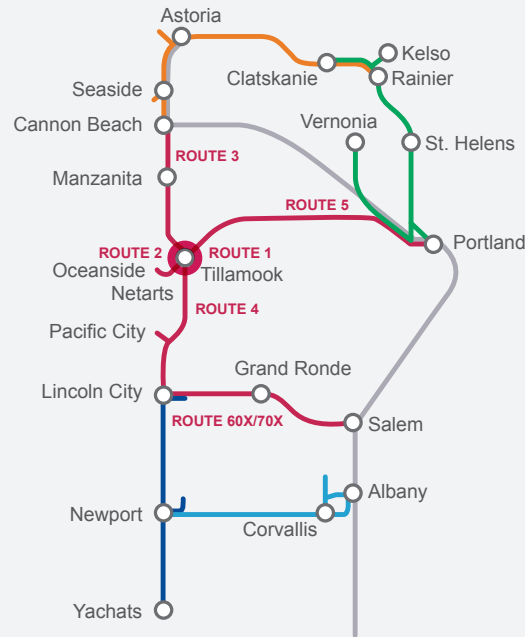 Astoria
Kelso
Clatskanie
Rainier
Seaside
Cannon Beach
Vernonia
St. Helens
ROUTE 3
Manzanita
ROUTE 5
Portland
ROUTE 2
ROUTE 1
Oceanside
Tillamook
Netarts
ROUTE 4
Pacific City
Grand Ronde
Lincoln City
ROUTE 60X/70X
Salem
Albany
Newport
Corvallis
Yachats